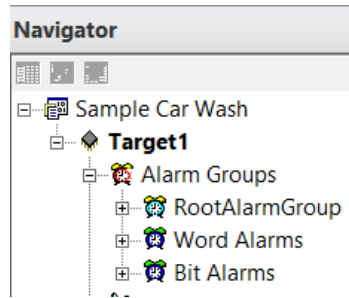 Navigator
Sample Car Wash
Target1
Alarm Groups
RootAlarmGroup
Word Alarms
Bit Alarms